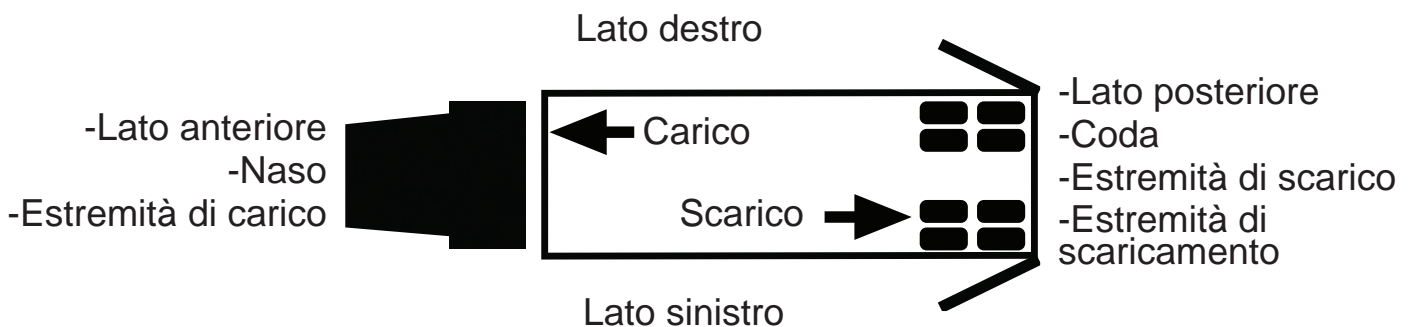 Lato destro
-Lato anteriore
-Naso
-Estremità di carico
Carico
Scarico
-Lato posteriore
-Coda
-Estremità di scarico
-Estremità di
scaricamento
Lato sinistro